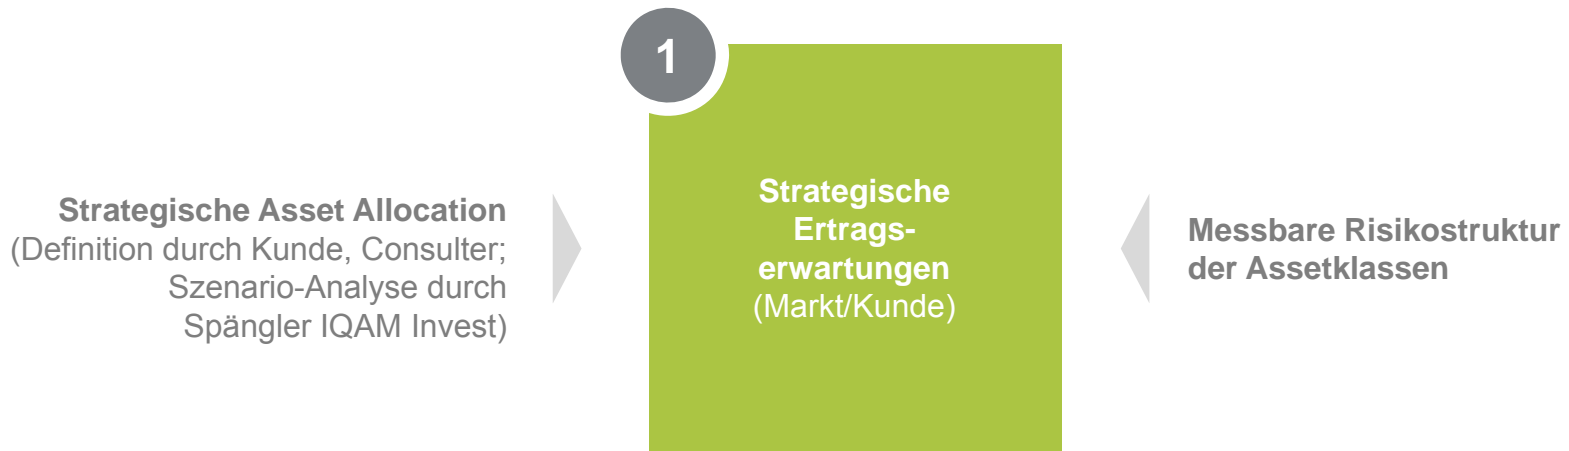 1
Strategische Asset Allocation
(Definition durch Kunde, Consulter;
Szenario-Analyse durch
Spängler IQAM Invest)
Strategische
Ertrags-
erwartungen
(Markt/Kunde)
Messbare Risikostruktur
der Assetklassen